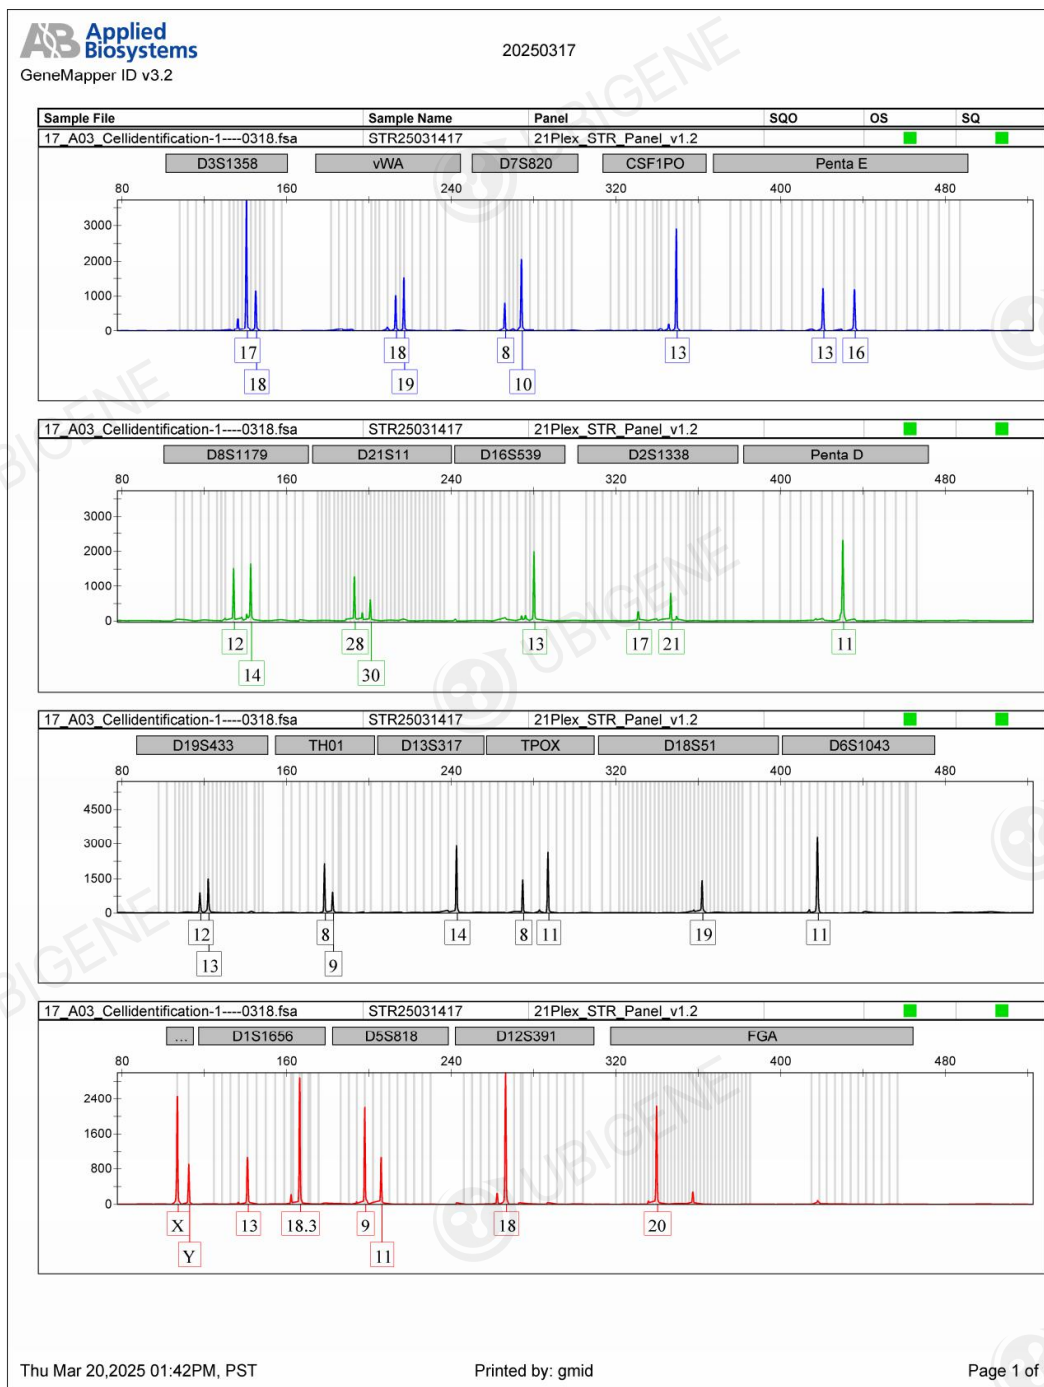 AB Applied
Biosystems
20250317
GeneMapper ID v3.2
Sample File Sample Name Panel SQO OS SQ
17_A03_Cellidentification-1----0318.fsa STR25031417 21Plex_STR_Panel_v1.2
D3S1358 vWA D7S820 CSF1PO Penta E
80 160 240 320 400 480
3000
2000
1000
0
17 18 8 13 13 16
18 19 10
17_A03_Cellidentification-1----0318.fsa STR25031417 21Plex_STR_Panel_v1.2
D8S1179 D21S11 D16S539 D2S1338 Penta D
80 160 240 320 400 480
3000
2000
1000
0
12 28 13 17 21 11
14 30
17_A03_Cellidentification-1----0318.fsa STR25031417 21Plex_STR_Panel_v1.2
D19S433 TH01 D13S317 TPOX D18S51 D6S1043
80 160 240 320 400 480
4500
3000
1500
0
12 8 14 8 11 19 11
13 9
17_A03_Cellidentification-1----0318.fsa STR25031417 21Plex_STR_Panel_v1.2
... D1S1656 D5S818 D12S391 FGA
80 160 240 320 400 480
2400
1600
800
0
X 13 18.3 9 18 20
Y 11
Thu Mar 20,2025 01:42PM, PST Printed by: gmid Page 1 of
UBIGENE
UBIGENE
UBIGENE
UBIGENE
UBIGENE
UBIGENE